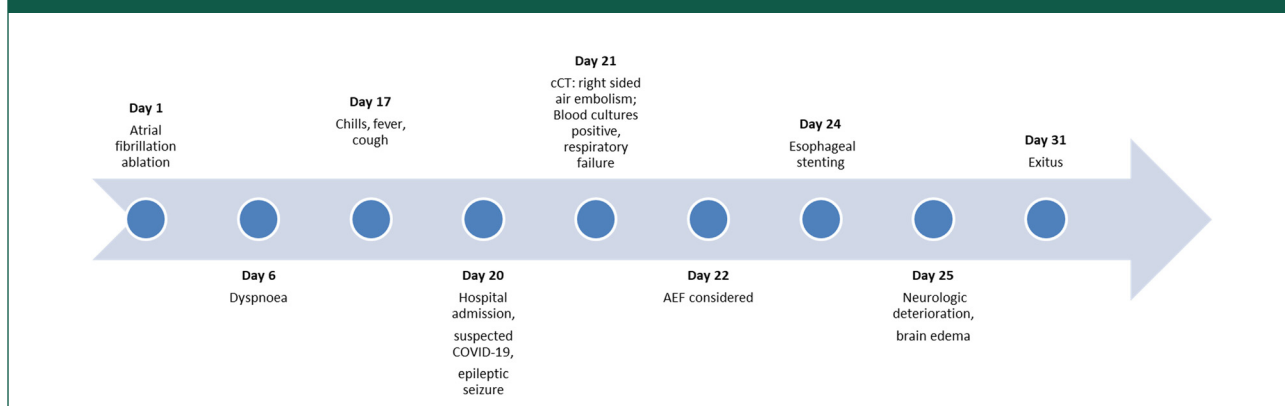 Day 1
Atrial
fibrillation
ablation
Day 6
Dyspnoea
Day 17
Chills, fever,
cough
Day 20
Hospital
admission,
suspected
COVID-19,
epileptic
seizure
Day 21
cCT: right sided
air embolism;
Blood cultures
positive,
respiratory
failure
Day 22
AEF considered
Day 24
Esophageal
stenting
Day 25
Neurologic
deterioration,
brain edema
Day 31
Exitus